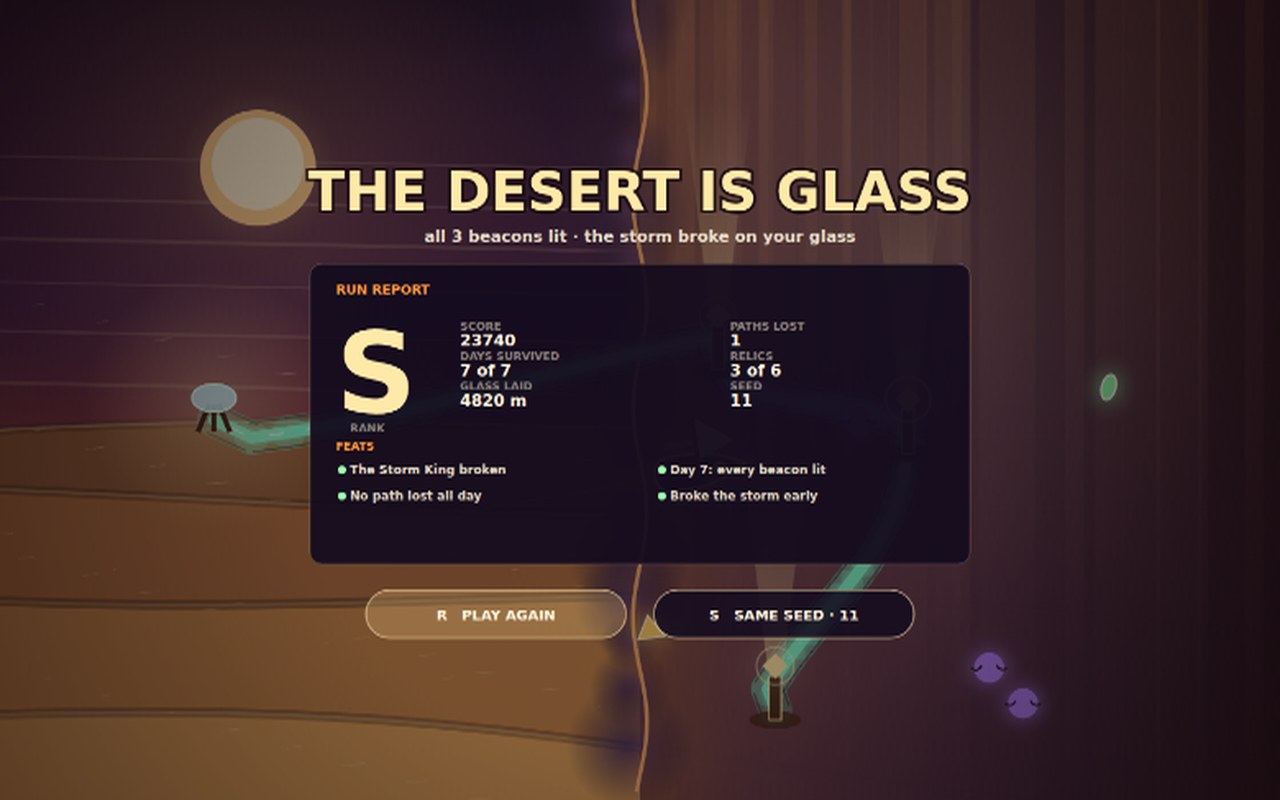 THE DESERT IS GLASS
all 3 beacons lit · the storm broke on your glass
RUN REPORT
S
RANK
SCORE
23740
DAYS SURVIVED
7 of 7
GLASS LAID
4820 m
PATHS LOST
1
RELICS
3 of 6
SEED
11
FEATS
The Storm King broken
Day 7: every beacon lit
No path lost all day
Broke the storm early
R PLAY AGAIN
S SAME SEED · 11